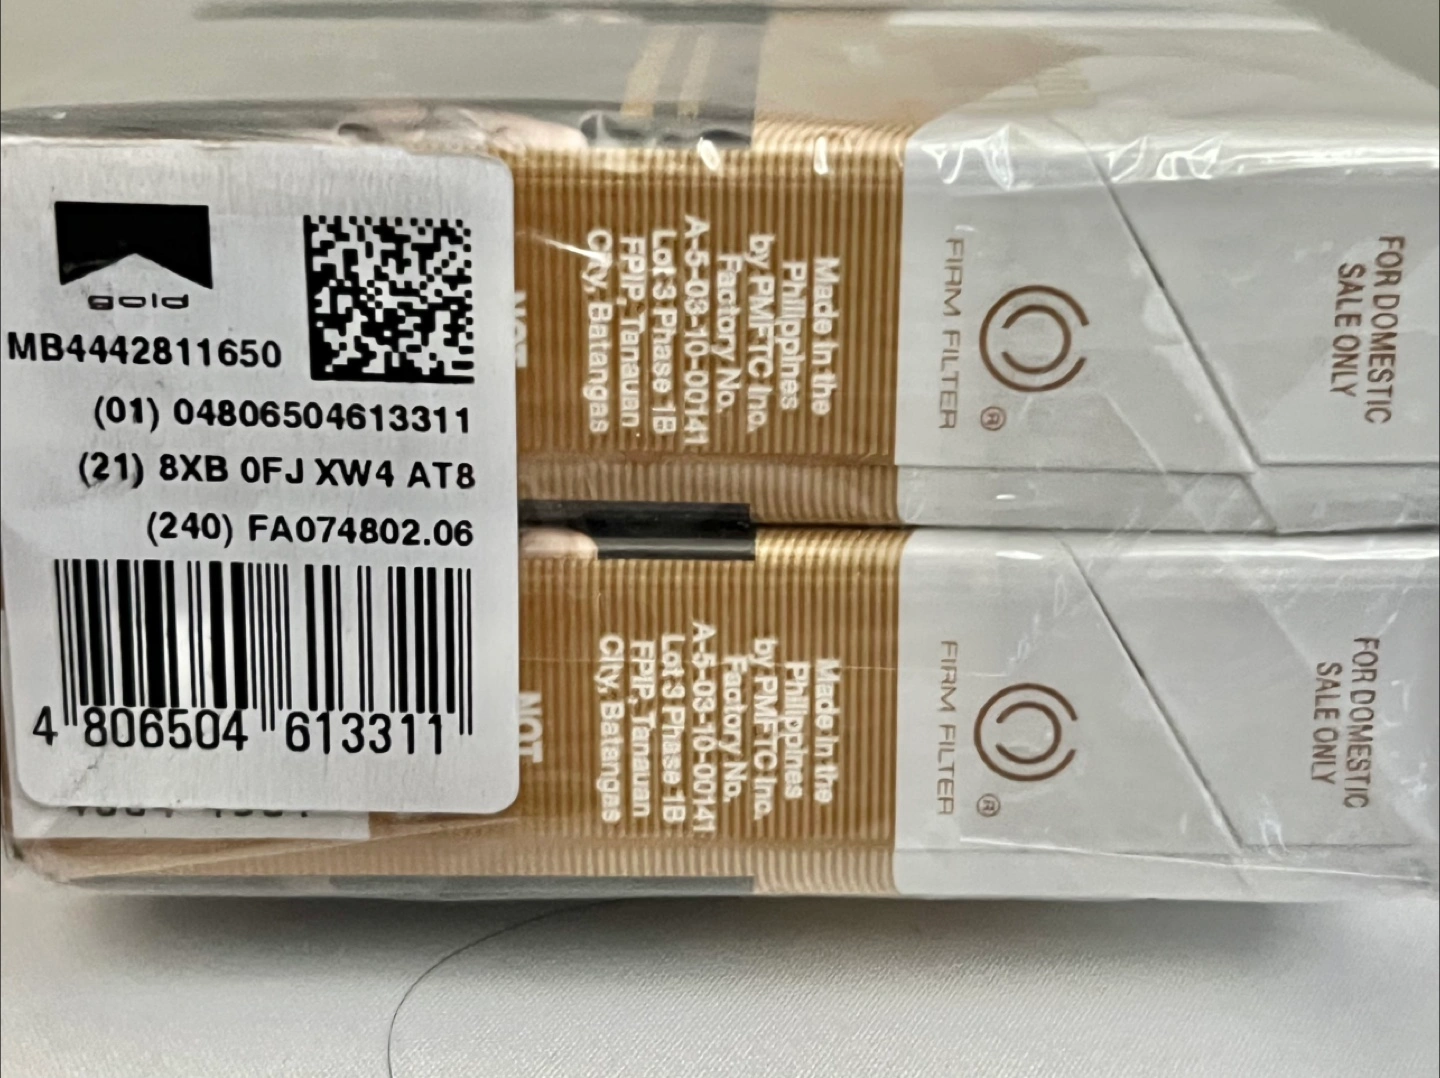 gold
MB4442811650
(01) 04806504613311
(21) 8XB 0FJ XW4 AT8
(240) FA074802.06
4 806504 613311
NOT
Made in the
Philippines
by PMFTC Inc.
Factory No.
A-5-03-10-00141
Lot 3 Phase 1B
FPIP, Tanauan
City, Batangas
FIRM FILTER
®
FOR DOMESTIC
SALE ONLY
NOT
Made in the
Philippines
by PMFTC Inc.
Factory No.
A-5-03-10-00141
Lot 3 Phase 1B
FPIP, Tanauan
City, Batangas
FIRM FILTER
®
FOR DOMESTIC
SALE ONLY